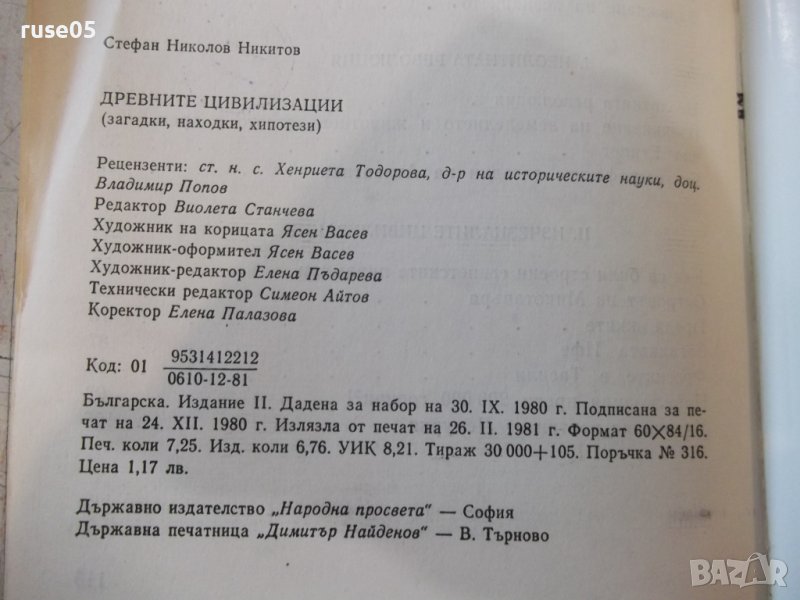 ruse05
Стефан Николов Никитов
ДРЕВНИТЕ ЦИВИЛИЗАЦИИ
(загадки, находки, хипотези)
Рецензенти: ст. н. с. Хенриета Тодорова, д-р на историческите науки, доц.
Владимир Попов
Редактор Виолета Станчева
Художник на корицата Ясен Васев
Художник-оформител Ясен Васев
Художник-редактор Елена Пъдарева
Технически редактор Симеон Айтов
Коректор Елена Палазова
Код: 01 9531412212
0610-12-81
Българска. Издание II. Дадена за набор на 30. IX. 1980 г. Подписана за пе-
чат на 24. XII. 1980 г. Излязла от печат на 26. II. 1981 г. Формат 60×84/16.
Печ. коли 7,25. Изд. коли 6,76. УИК 8,21. Тираж 30 000+105. Поръчка № 316.
Цена 1,17 лв.
Държавно издателство „Народна просвета“ — София
Държавна печатница „Димитър Найденов“ — В. Търново
BAZAR